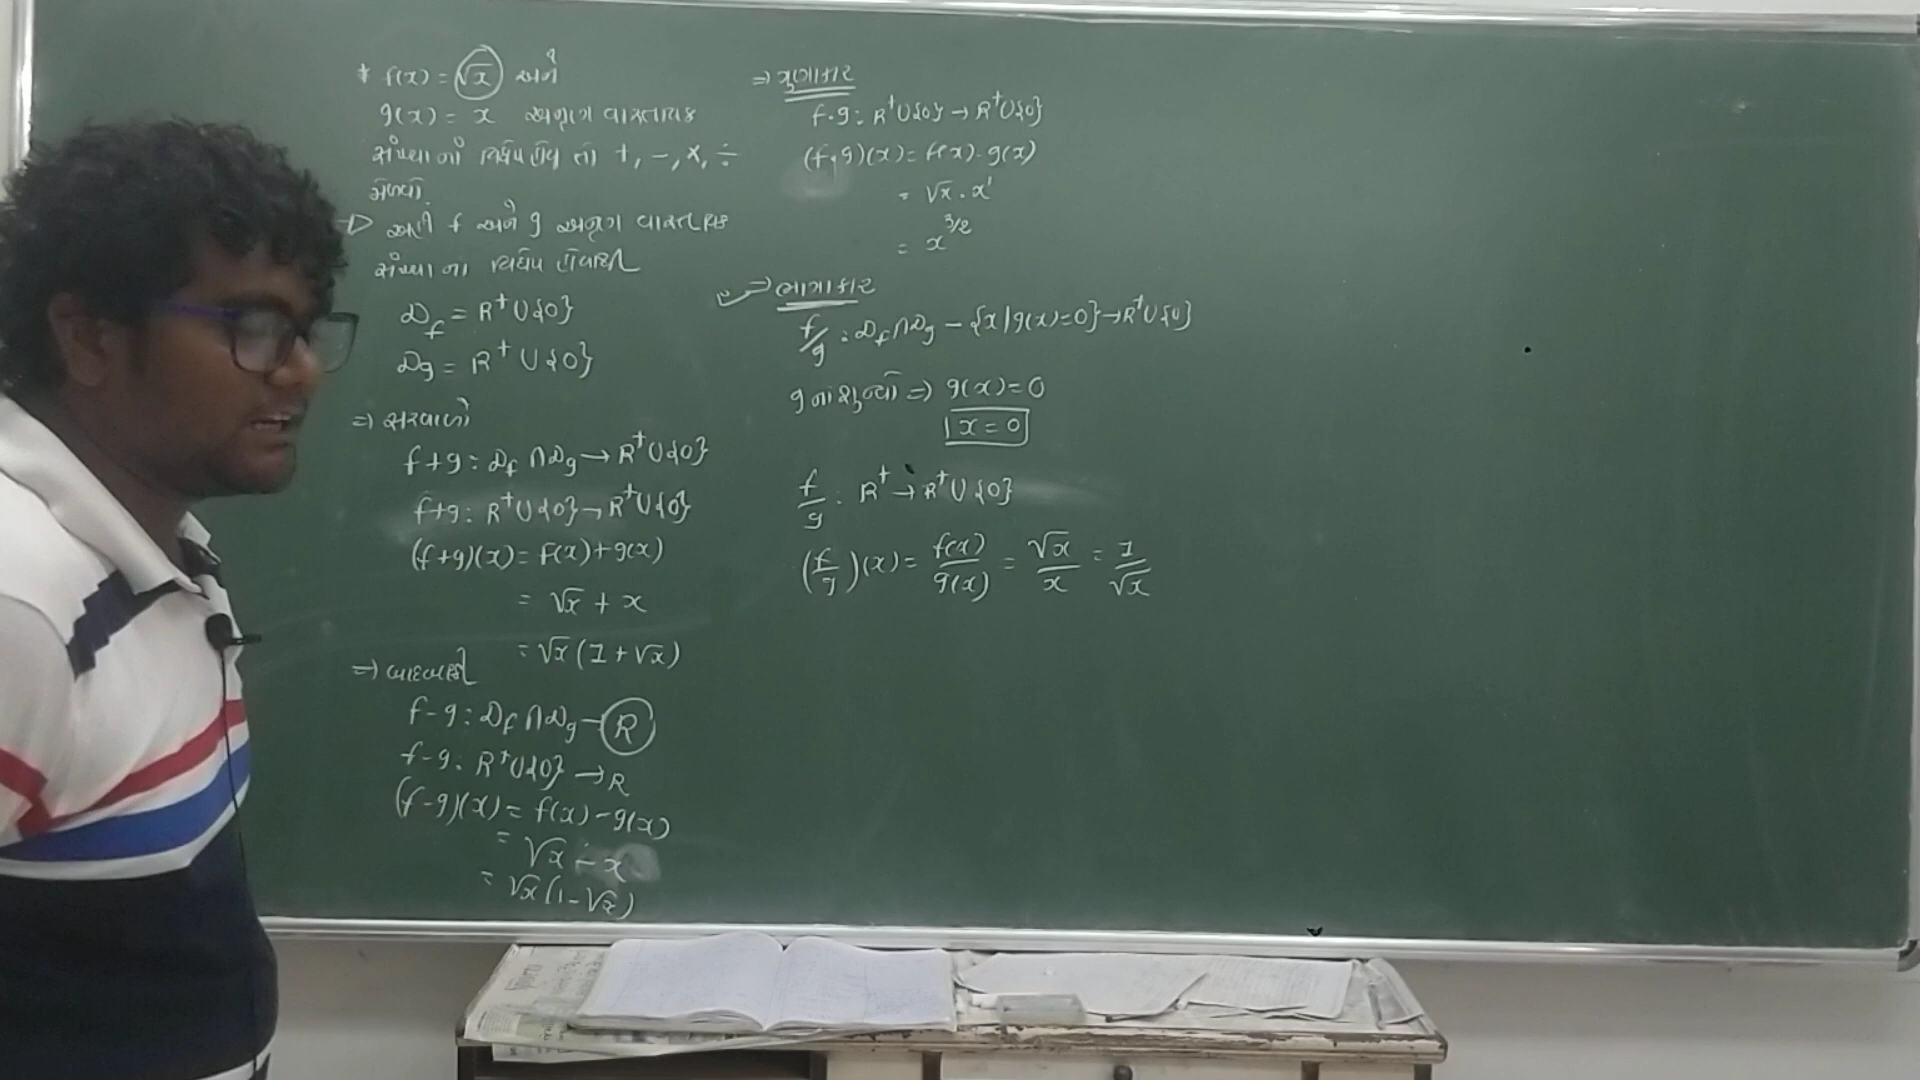 * f(x) = √x અને
g(x) = x અનૃણ વાસ્તવિક
સંખ્યાનાં વિધેય હોય તો +, -, ×, ÷
મેળવો.
▷ અહીં f અને g અનૃણ વાસ્તવિક
સંખ્યાના વિધેય હોવાથી
D_f = R⁺∪{0}
D_g = R⁺∪{0}
⇒ સરવાળો
f+g : D_f ∩ D_g → R⁺∪{0}
f+g : R⁺∪{0} → R⁺∪{0}
(f+g)(x) = f(x)+g(x)
= √x + x
= √x (1+√x)
⇒ બાદબાકી
f-g : D_f ∩ D_g → R
f-g : R⁺∪{0} → R
(f-g)(x) = f(x)-g(x)
= √x - x
= √x (1-√x)
⇒ ગુણાકાર
f·g : R⁺∪{0} → R⁺∪{0}
(f·g)(x) = f(x)·g(x)
= √x · x¹
= x^3/2
⇒ ભાગાકાર
f/g : D_f ∩ D_g - {x | g(x)=0} → R⁺∪{0}
g નાં શૂન્યો ⇒ g(x) = 0
x = 0
f/g : R⁺ → R⁺∪{0}
(f/g)(x) = f(x)/g(x) = √x/x = 1/√x